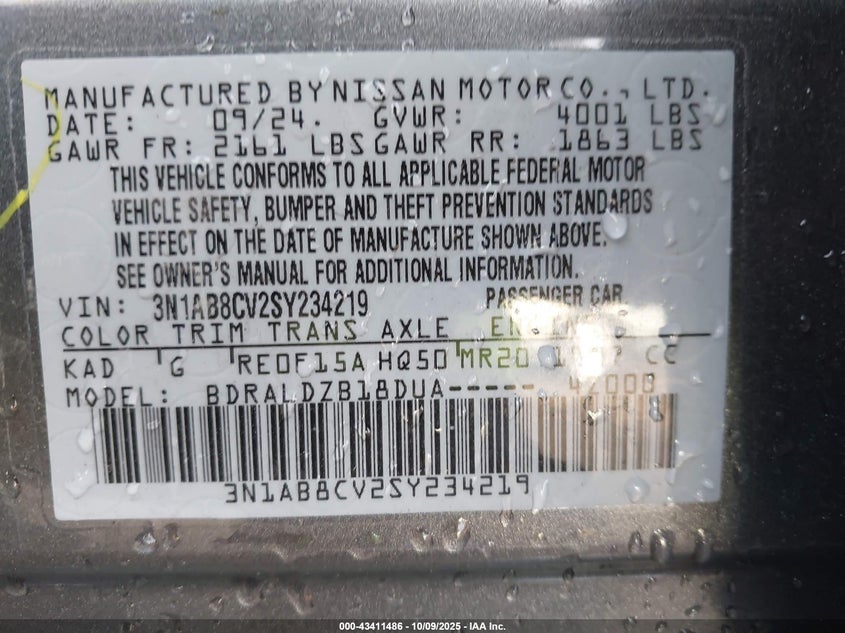 MANUFACTURED BY NISSAN MOTOR CO., LTD.
DATE: 09/24. GVWR: 4001 LBS
GAWR FR: 2161 LBS GAWR RR: 1863 LBS
THIS VEHICLE CONFORMS TO ALL APPLICABLE FEDERAL MOTOR
VEHICLE SAFETY, BUMPER AND THEFT PREVENTION STANDARDS
IN EFFECT ON THE DATE OF MANUFACTURE SHOWN ABOVE.
SEE OWNER'S MANUAL FOR ADDITIONAL INFORMATION.
VIN: 3N1AB8CV2SY234219 PASSENGER CAR
COLOR TRIM TRANS AXLE
KAD G RE0F15A HQ50 MR20 CC
MODEL: BDRALDZB18DUA-----
3N1AB8CV2SY234219
000-43411486 - 10/09/2025 - IAA Inc.